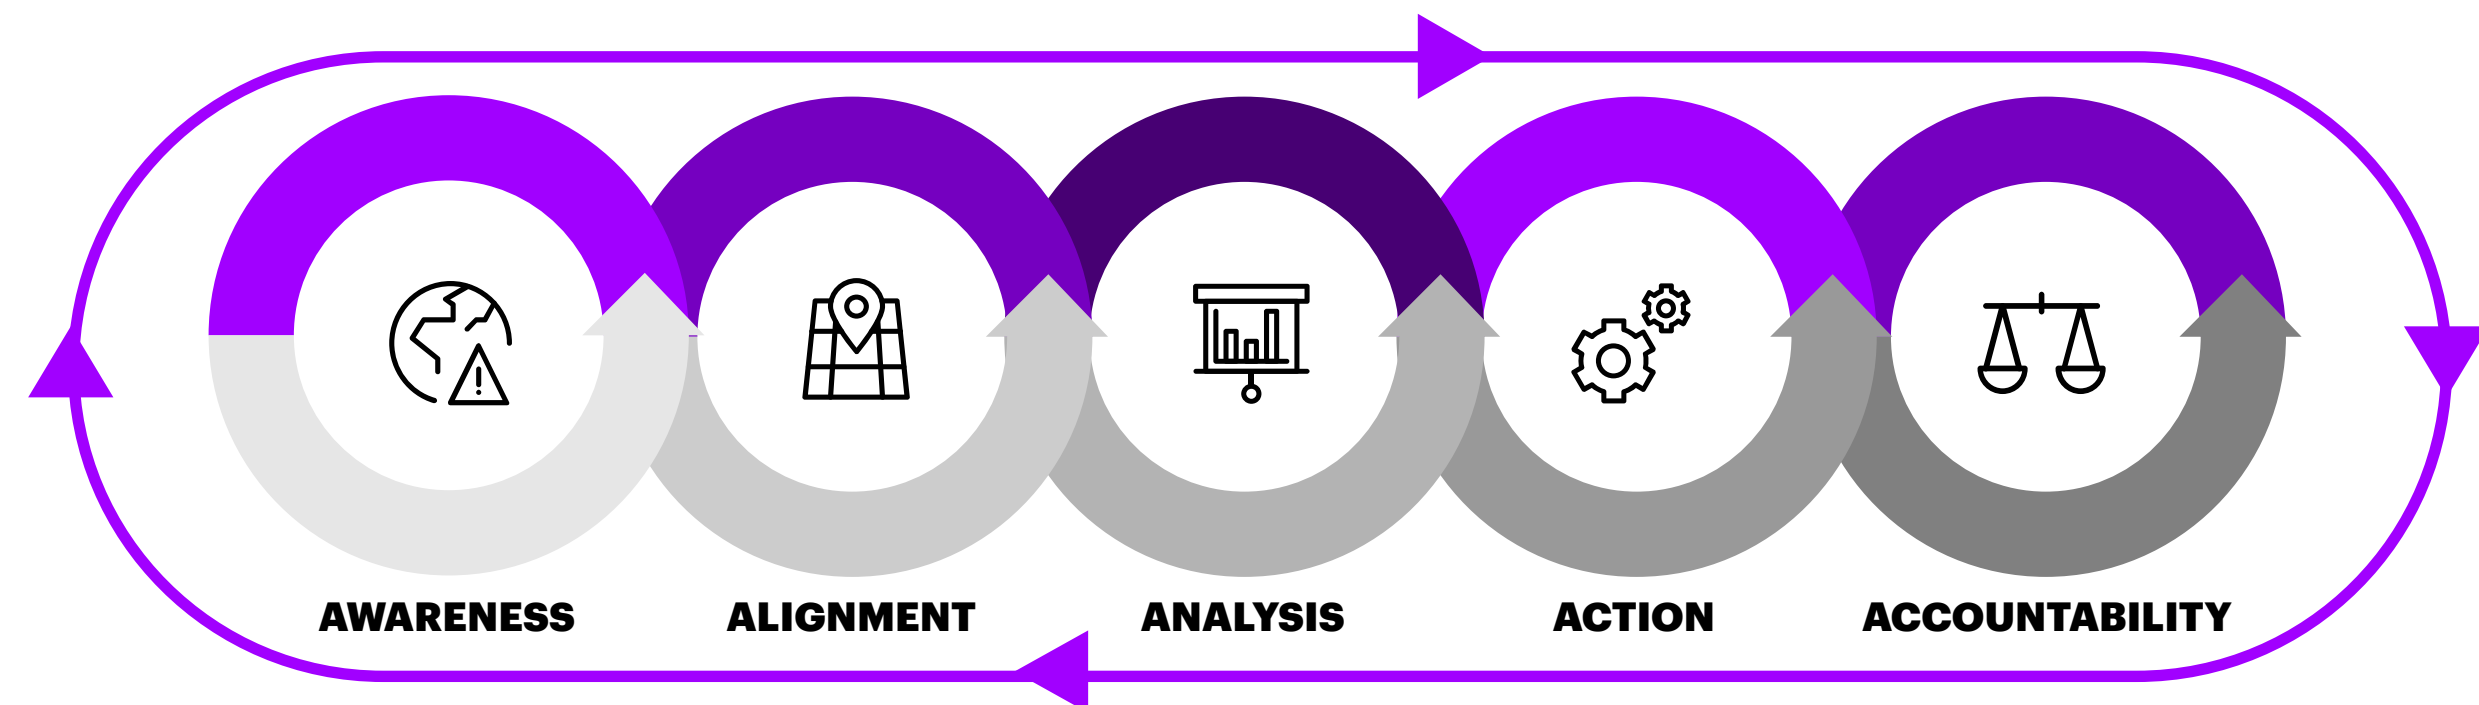 AWARENESS
ALIGNMENT
ANALYSIS
ACTION
ACCOUNTABILITY